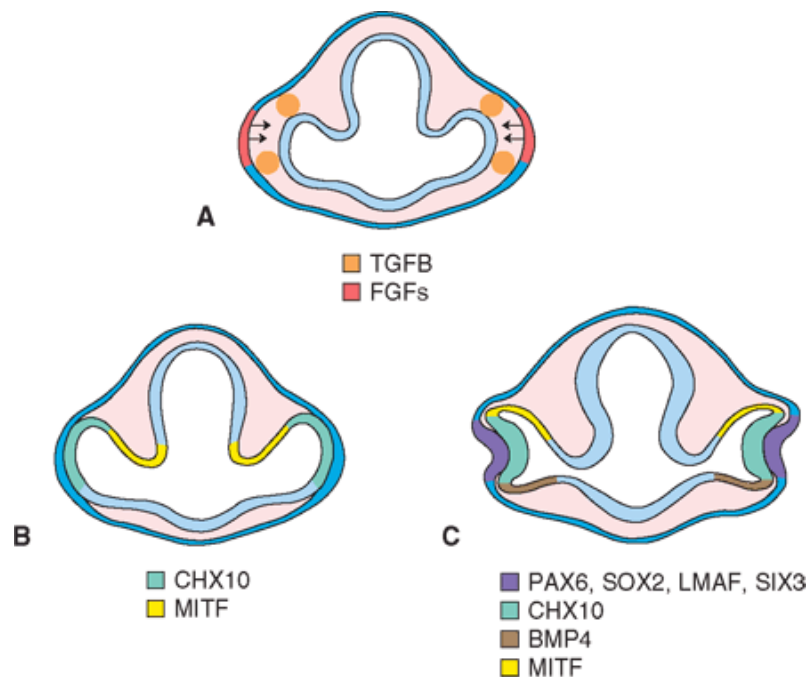 A
TGFB
FGFs
B
CHX10
MITF
C
PAX6, SOX2, LMAF, SIX3
CHX10
BMP4
MITF